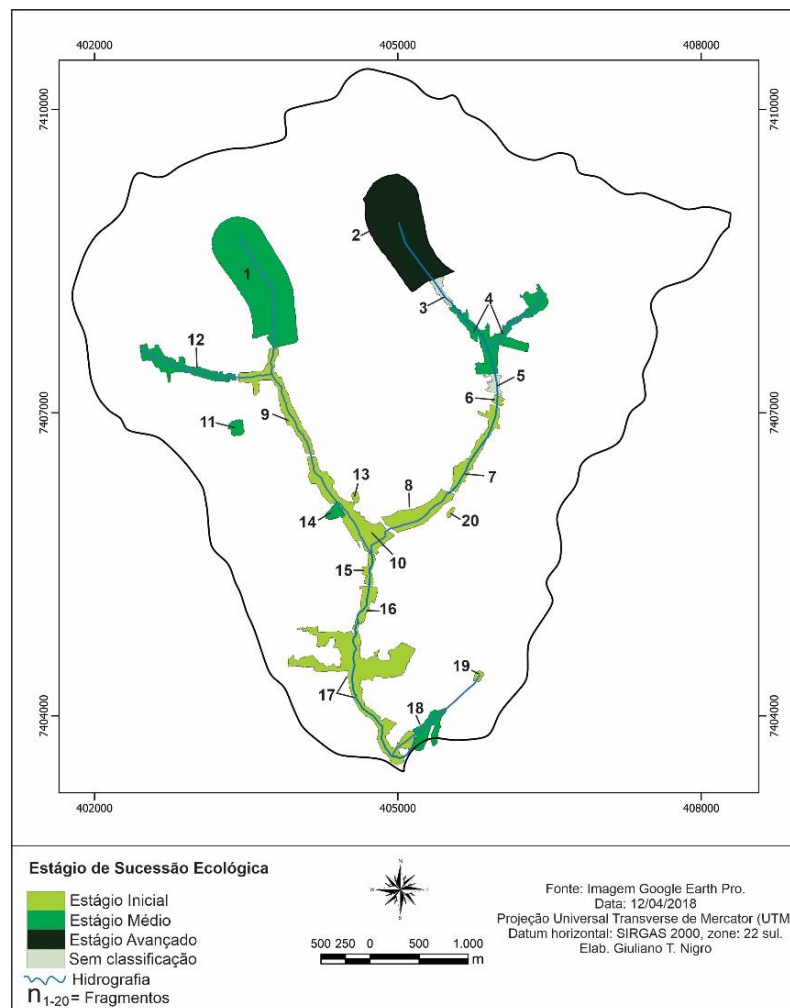 402000 405000 408000
7410000 7410000
2
1
3
4
12
5
7407000 7407000
6
9
11
13
8 7
14 20
10
15
16
19
17
18
7404000 7404000
402000 405000 408000
Estágio de Sucessão Ecológica
Estágio Inicial
Estágio Médio
Estágio Avançado
Sem classificação
Hidrografia
n1-20= Fragmentos
N
W E
S
500 250 0 500 1.000
m
Fonte: Imagem Google Earth Pro.
Data: 12/04/2018
Projeção Universal Transverse de Mercator (UTM
Datum horizontal: SIRGAS 2000, zone: 22 sul.
Elab. Giuliano T. Nigro